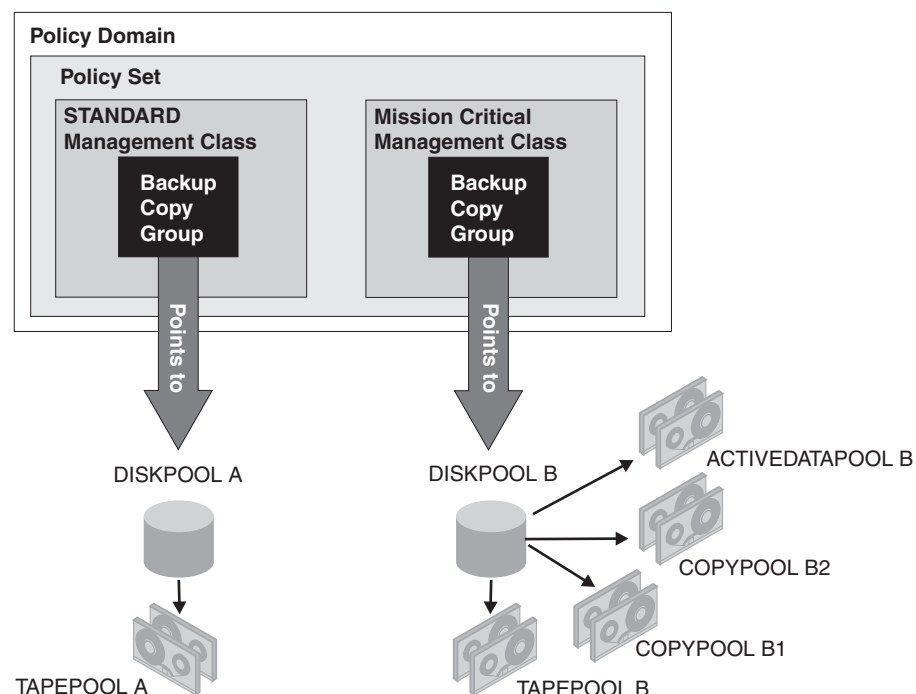 Policy Domain
Policy Set
STANDARD
Management Class
Backup
Copy
Group
Mission Critical
Management Class
Backup
Copy
Group
Points to
Points to
DISKPOOL A
DISKPOOL B
ACTIVEDATAPOOL B
COPYPOOL B2
COPYPOOL B1
TAPEPOOL A
TAPEPOOL B